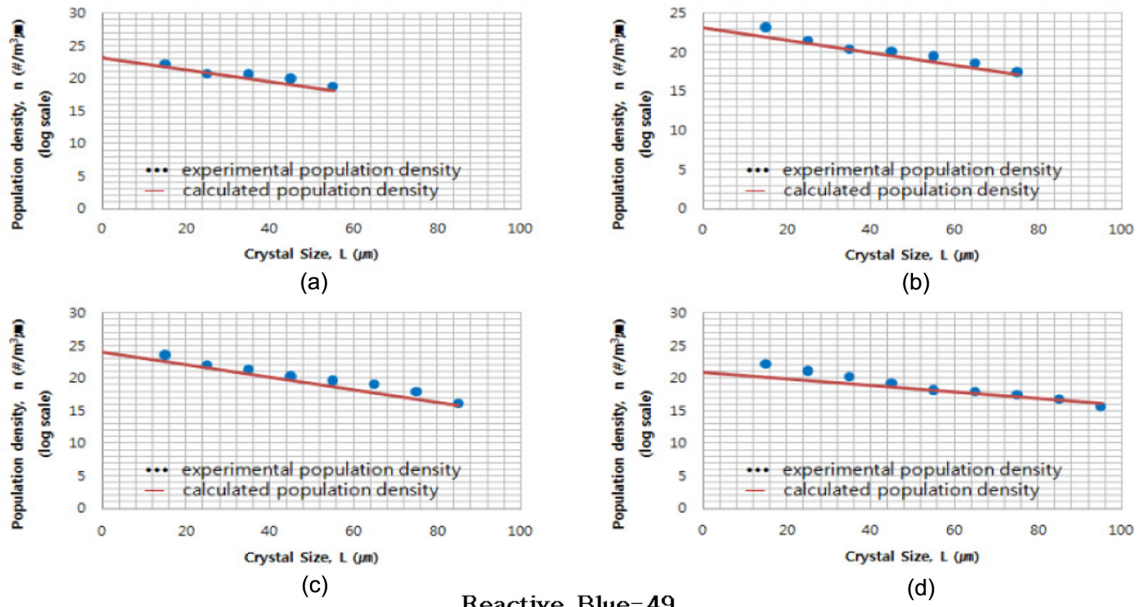 Population density, n (#/m³㎛)
(log scale)
30
25
20
15
10
5
0
••• experimental population density
— calculated population density
0 20 40 60 80 100
Crystal Size, L (㎛)
(a)
Population density, n (#/m³㎛)
(log scale)
25
20
15
10
5
0
••• experimental population density
— calculated population density
0 20 40 60 80 100
Crystal Size, L (㎛)
(b)
Population density, n (#/m³㎛)
(log scale)
30
25
20
15
10
5
0
••• experimental population density
— calculated population density
0 20 40 60 80 100
Crystal Size, L (㎛)
(c)
Population density, n (#/m³㎛)
(log scale)
30
25
20
15
10
5
0
••• experimental population density
— calculated population density
0 20 40 60 80 100
Crystal Size, L (㎛)
(d)
Reactive Blue-49